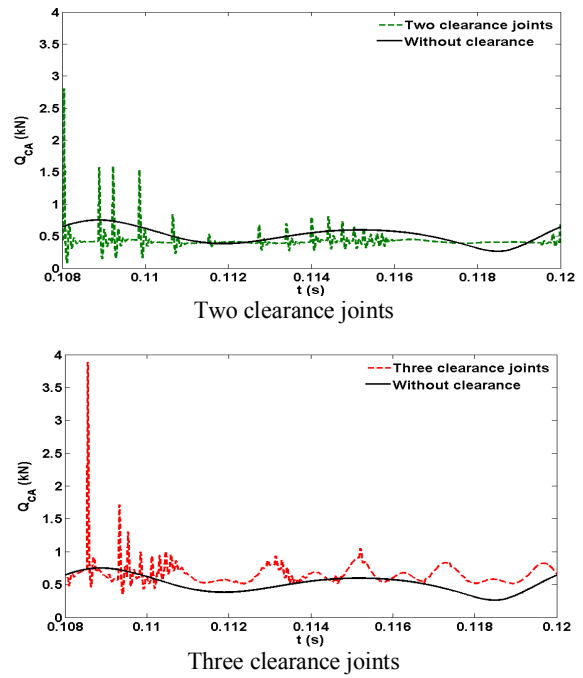 4
3.5
3
2.5
2
1.5
1
0.5
0
Q_CA (kN)
Two clearance joints
Without clearance
0.108 0.11 0.112 0.114 0.116 0.118 0.12
t (s)
Two clearance joints
4
3.5
3
2.5
2
1.5
1
0.5
0
Q_CA (kN)
Three clearance joints
Without clearance
0.108 0.11 0.112 0.114 0.116 0.118 0.12
t (s)
Three clearance joints